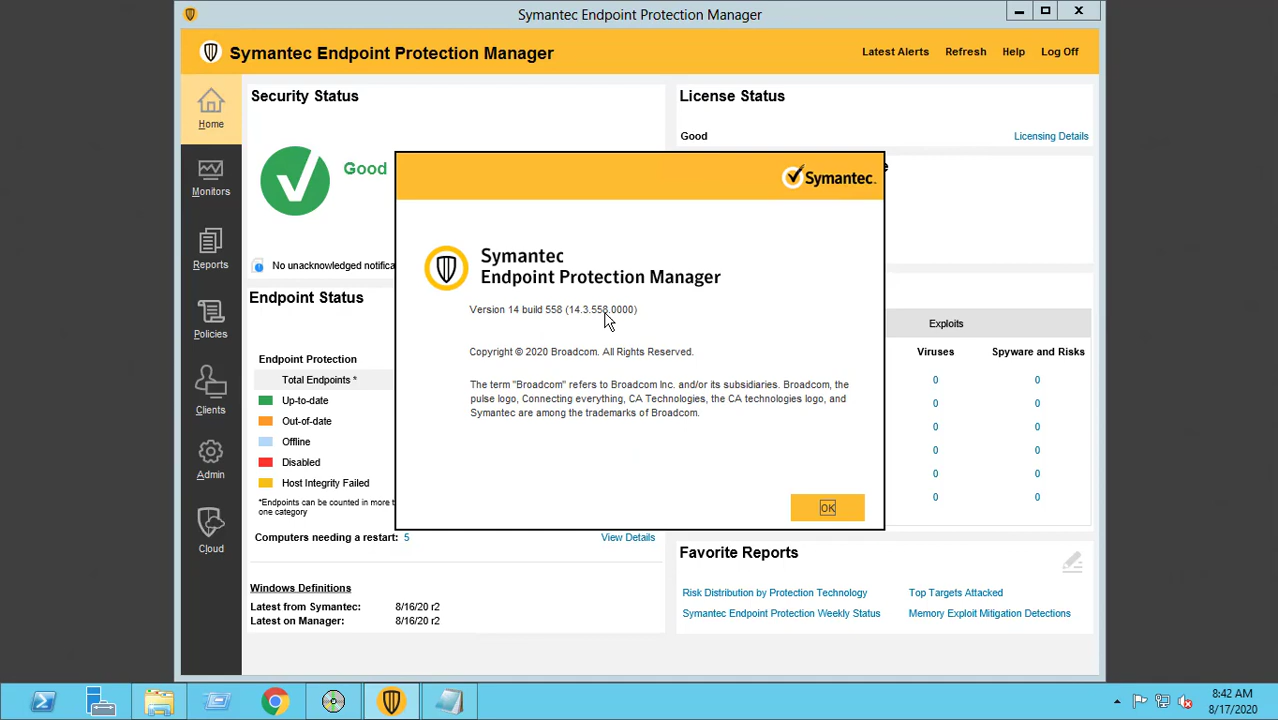 Symantec Endpoint Protection Manager
Symantec Endpoint Protection Manager
Latest Alerts Refresh Help Log Off
Home
Monitors
Reports
Policies
Clients
Admin
Cloud
Security Status
Good
No unacknowledged notifica
Endpoint Status
Endpoint Protection
Total Endpoints *
Up-to-date
Out-of-date
Offline
Disabled
Host Integrity Failed
*Endpoints can be counted in more t
one category
Computers needing a restart: 5 View Details
Windows Definitions
Latest from Symantec: 8/16/20 r2
Latest on Manager: 8/16/20 r2
License Status
Good Licensing Details
Symantec.
Symantec
Endpoint Protection Manager
Version 14 build 558 (14.3.558.0000)
Copyright © 2020 Broadcom. All Rights Reserved.
The term "Broadcom" refers to Broadcom Inc. and/or its subsidiaries. Broadcom, the
pulse logo, Connecting everything, CA Technologies, the CA technologies logo, and
Symantec are among the trademarks of Broadcom.
OK
e
Exploits
Viruses Spyware and Risks
0 0
0 0
0 0
0 0
0 0
0 0
Favorite Reports
Risk Distribution by Protection Technology Top Targets Attacked
Symantec Endpoint Protection Weekly Status Memory Exploit Mitigation Detections
8:42 AM
8/17/2020